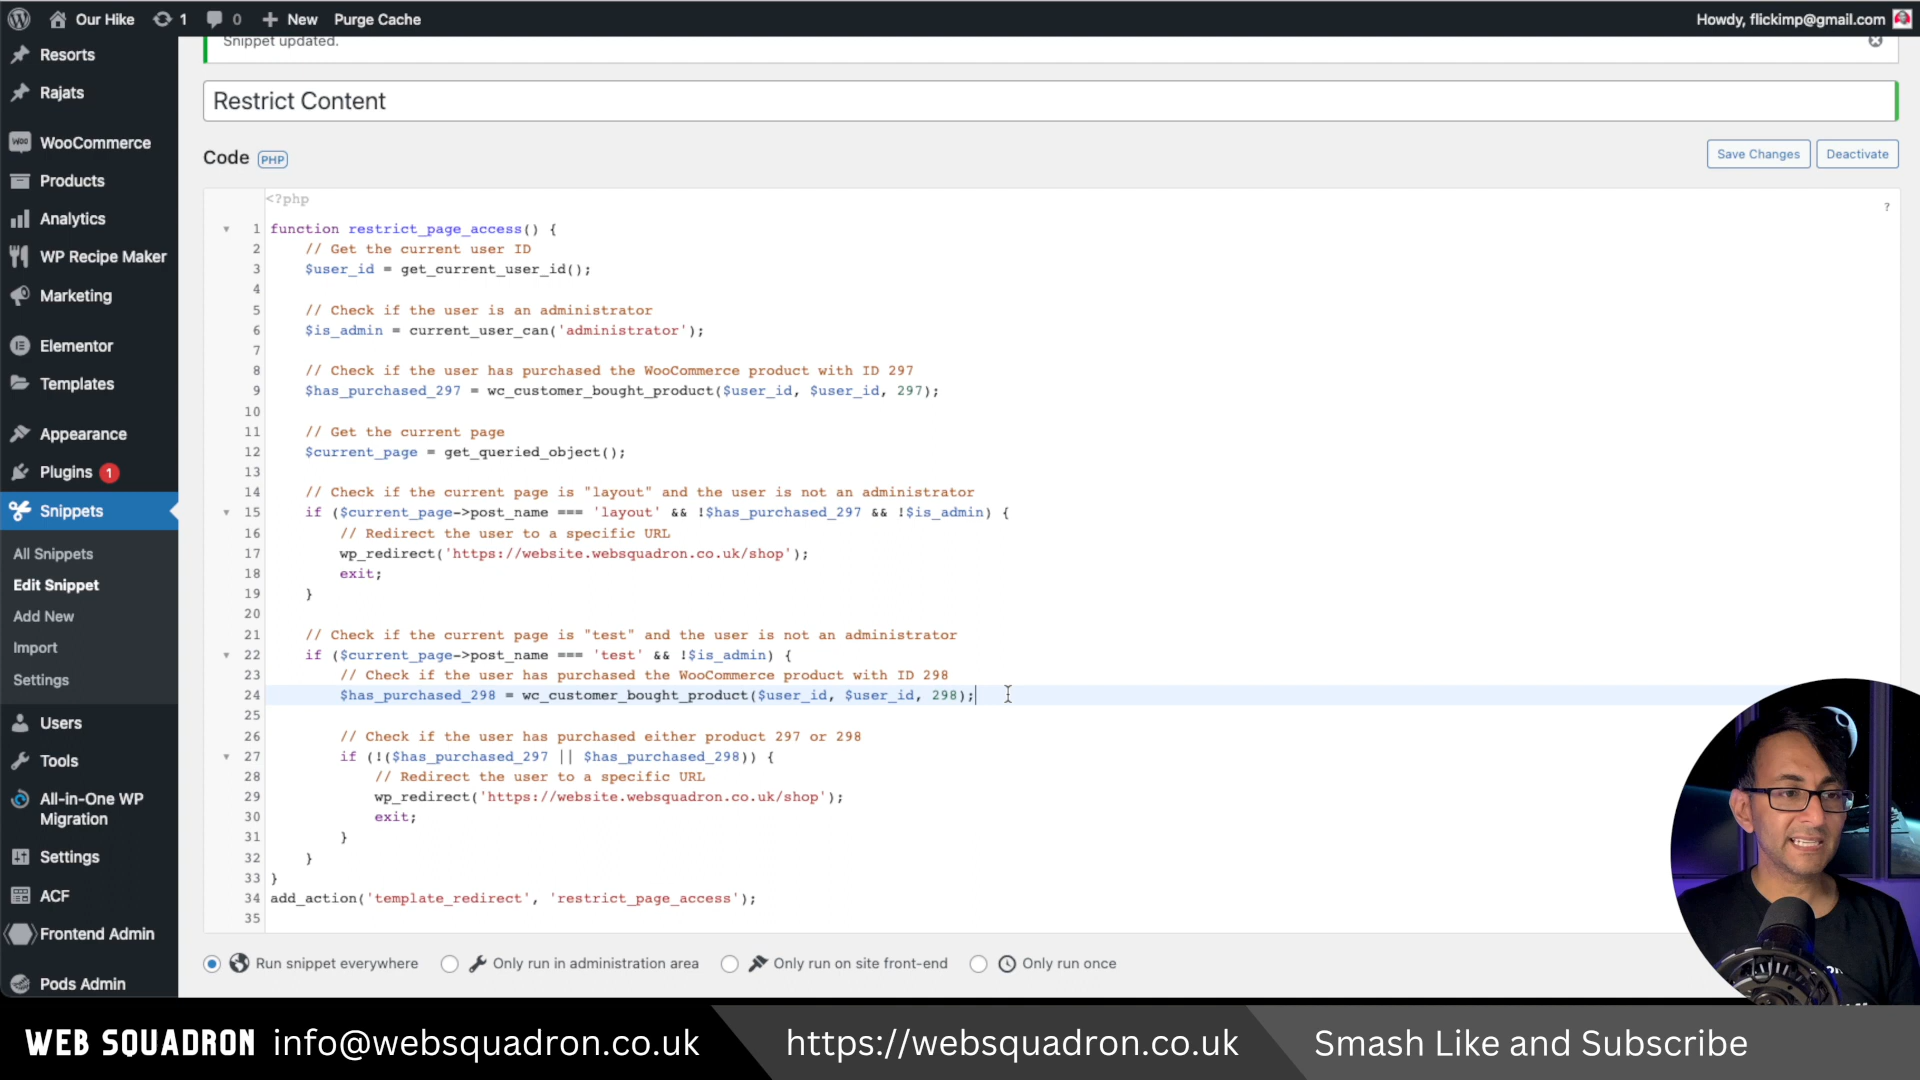 Our Hike
1
0
New
Purge Cache
Howdy, flickimp@gmail.com
Resorts
Rajats
WooCommerce
Products
Analytics
WP Recipe Maker
Marketing
Elementor
Templates
Appearance
Plugins 1
Snippets
All Snippets
Edit Snippet
Add New
Import
Settings
Users
Tools
All-in-One WP
Migration
Settings
ACF
Frontend Admin
Pods Admin
Snippet updated.
Restrict Content
Code PHP
Save Changes
Deactivate
<?php
?
1 function restrict_page_access() {
2 // Get the current user ID
3 $user_id = get_current_user_id();
4
5 // Check if the user is an administrator
6 $is_admin = current_user_can('administrator');
7
8 // Check if the user has purchased the WooCommerce product with ID 297
9 $has_purchased_297 = wc_customer_bought_product($user_id, $user_id, 297);
10
11 // Get the current page
12 $current_page = get_queried_object();
13
14 // Check if the current page is "layout" and the user is not an administrator
15 if ($current_page->post_name === 'layout' && !$has_purchased_297 && !$is_admin) {
16 // Redirect the user to a specific URL
17 wp_redirect('https://website.websquadron.co.uk/shop');
18 exit;
19 }
20
21 // Check if the current page is "test" and the user is not an administrator
22 if ($current_page->post_name === 'test' && !$is_admin) {
23 // Check if the user has purchased the WooCommerce product with ID 298
24 $has_purchased_298 = wc_customer_bought_product($user_id, $user_id, 298);
25
26 // Check if the user has purchased either product 297 or 298
27 if (!($has_purchased_297 || $has_purchased_298)) {
28 // Redirect the user to a specific URL
29 wp_redirect('https://website.websquadron.co.uk/shop');
30 exit;
31 }
32 }
33 }
34 add_action('template_redirect', 'restrict_page_access');
35
Run snippet everywhere
Only run in administration area
Only run on site front-end
Only run once
WEB SQUADRON info@websquadron.co.uk
https://websquadron.co.uk
Smash Like and Subscribe